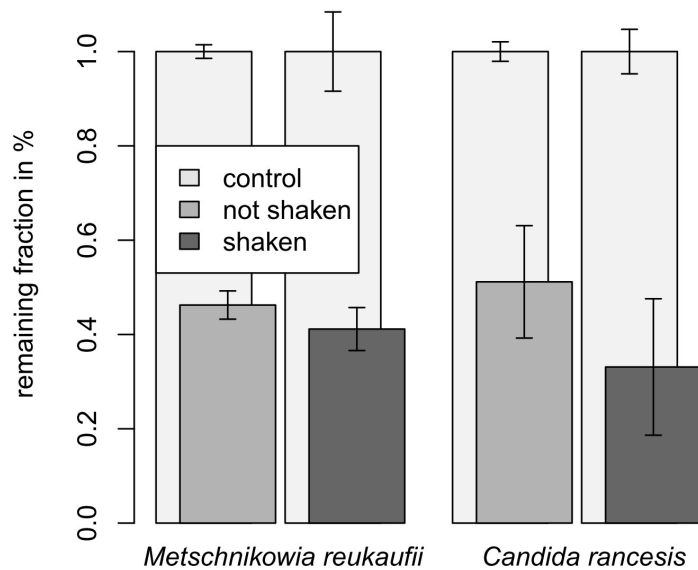 remaining fraction in %
1.0
0.8
0.6
0.4
0.2
0.0
control
not shaken
shaken
Metschnikowia reukaufii
Candida rancesis